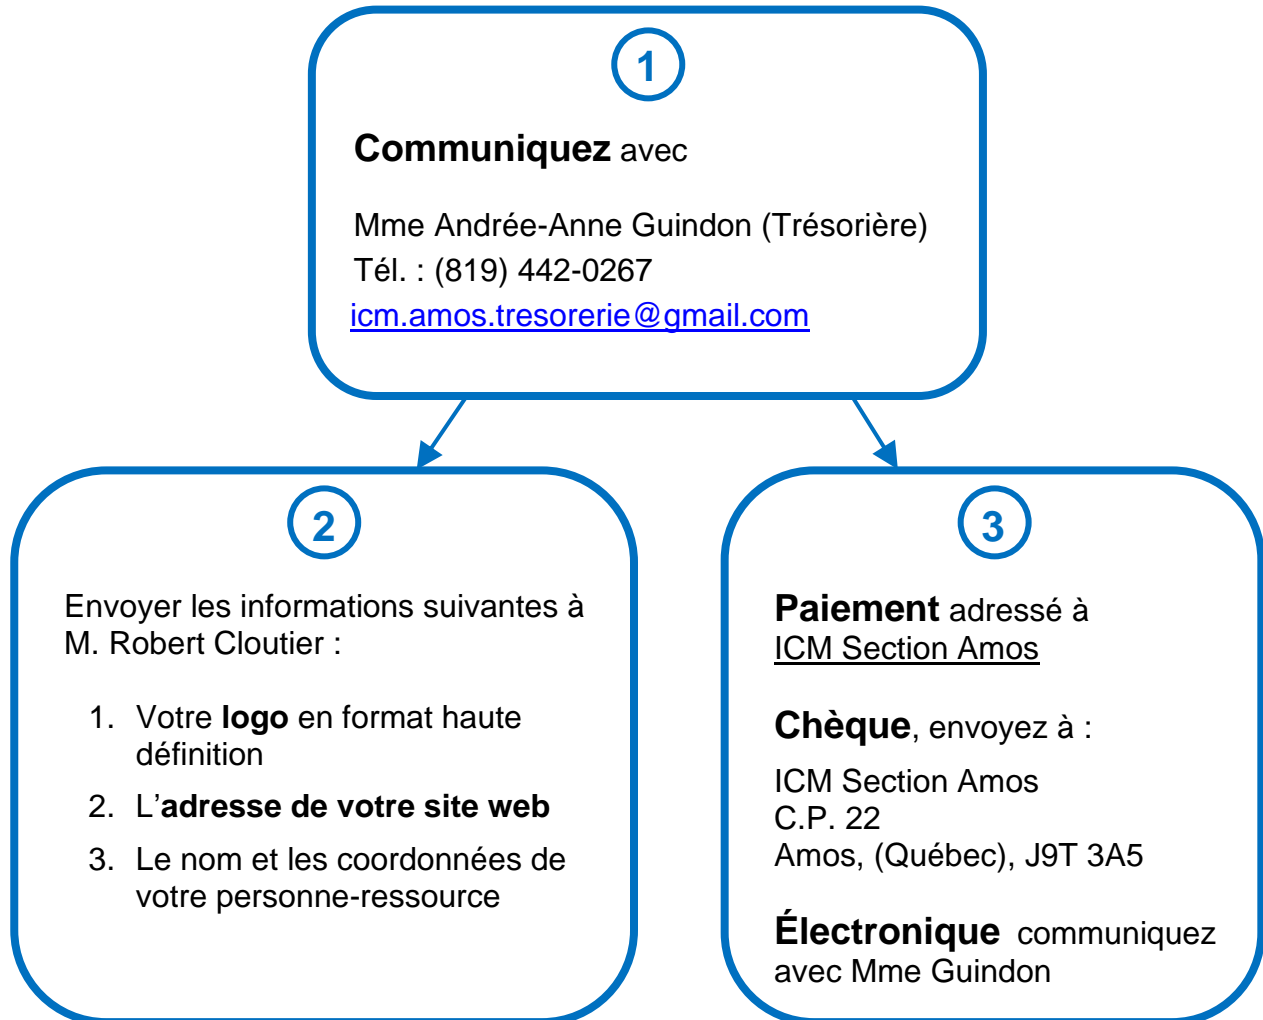 1
Communiquez avec
Mme Andrée-Anne Guindon (Trésorière)
Tél. : (819) 442-0267
icm.amos.tresorerie@gmail.com
2
Envoyer les informations suivantes à
M. Robert Cloutier :
1. Votre logo en format haute
définition
2. L’adresse de votre site web
3. Le nom et les coordonnées de
votre personne-ressource
3
Paiement adressé à
ICM Section Amos
Chèque, envoyez à :
ICM Section Amos
C.P. 22
Amos, (Québec), J9T 3A5
Électronique communiquez
avec Mme Guindon